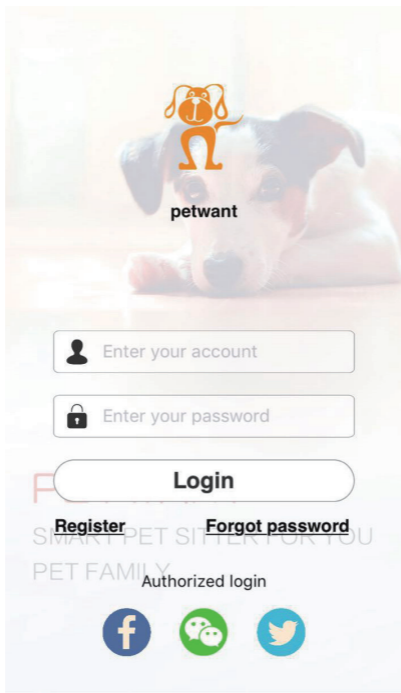 petwant
Enter your account
Enter your password
Login
Register Forgot password
SMART PET SITTER FOR YOU
PET FAMILY
Authorized login